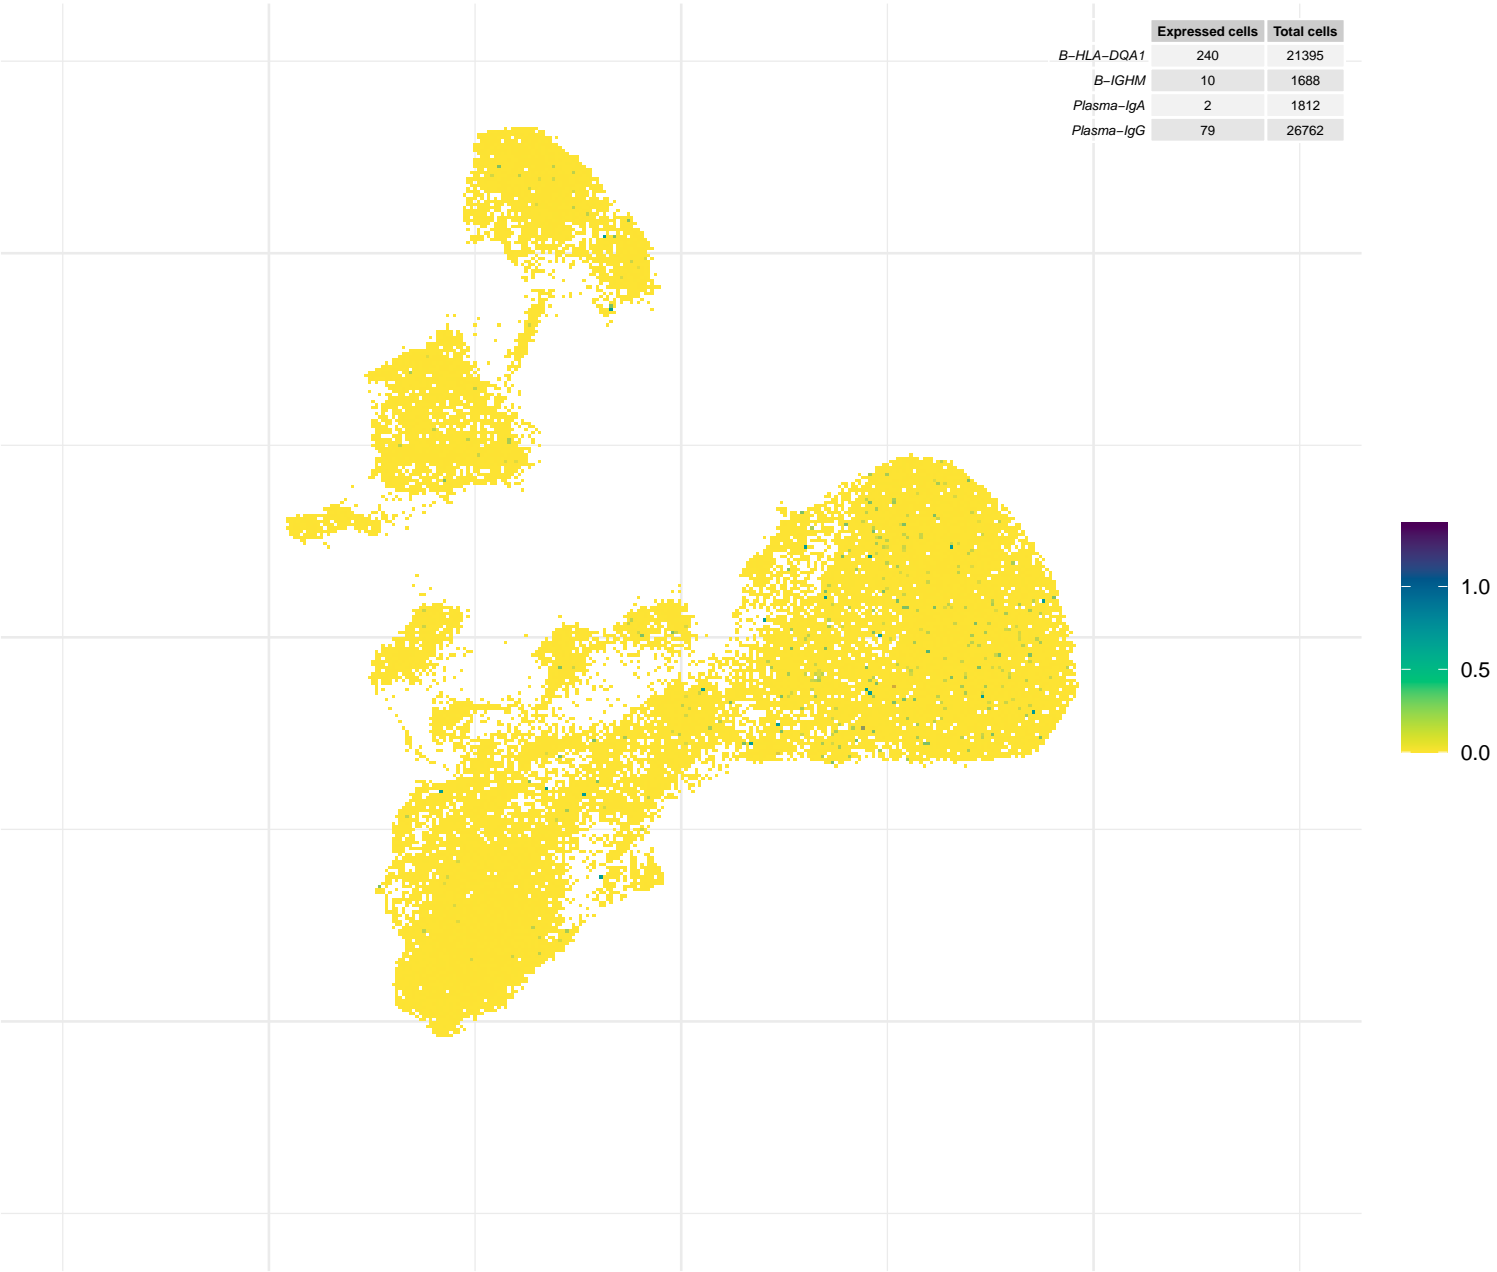 Expressed cells Total cells
B−HLA−DQA1 240 21395
B−IGHM 10 1688
Plasma−IgA 2 1812
Plasma−IgG 79 26762
1.0
0.5
0.0